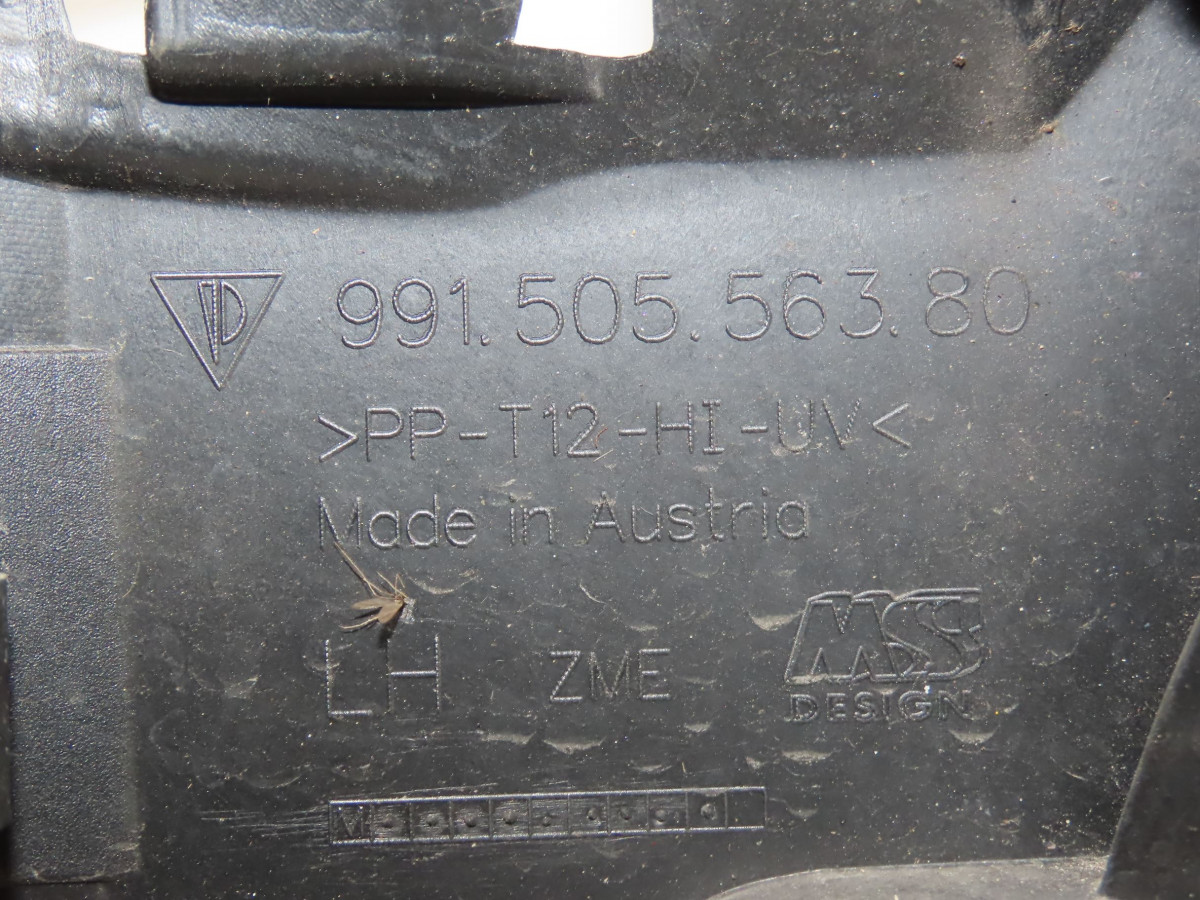 991.505.563.80
>PP-T12-HI-UV<
Made in Austria
LH ZME
DESIGN